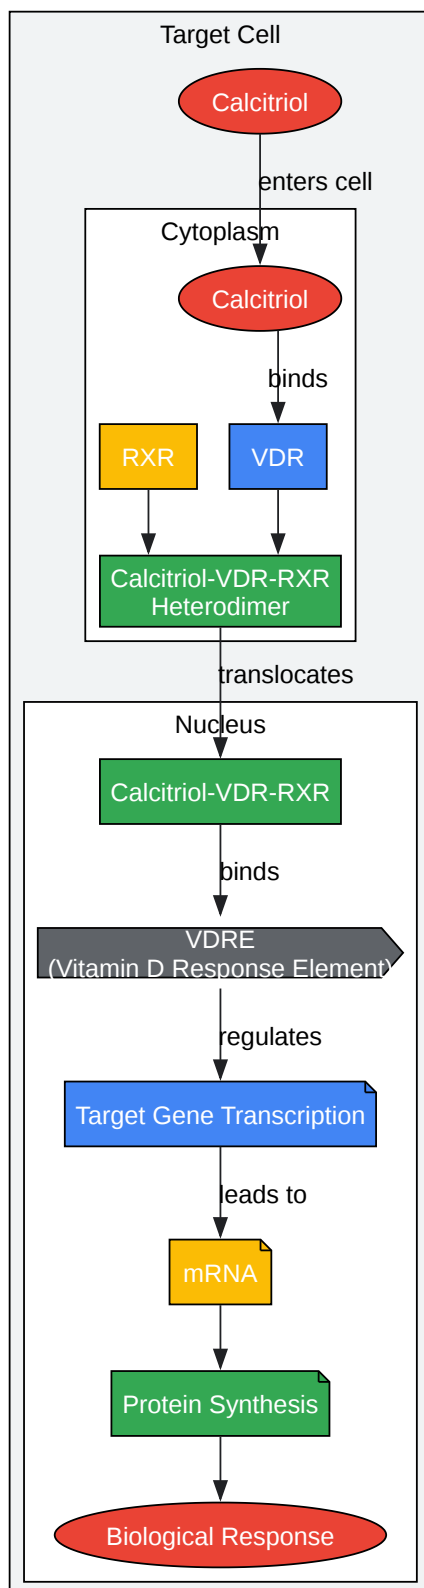 Target Cell
Calcitriol
enters cell
Cytoplasm
Calcitriol
binds
RXR
VDR
Calcitriol-VDR-RXR
Heterodimer
translocates
Nucleus
Calcitriol-VDR-RXR
binds
VDRE
(Vitamin D Response Element)
regulates
Target Gene Transcription
leads to
mRNA
Protein Synthesis
Biological Response